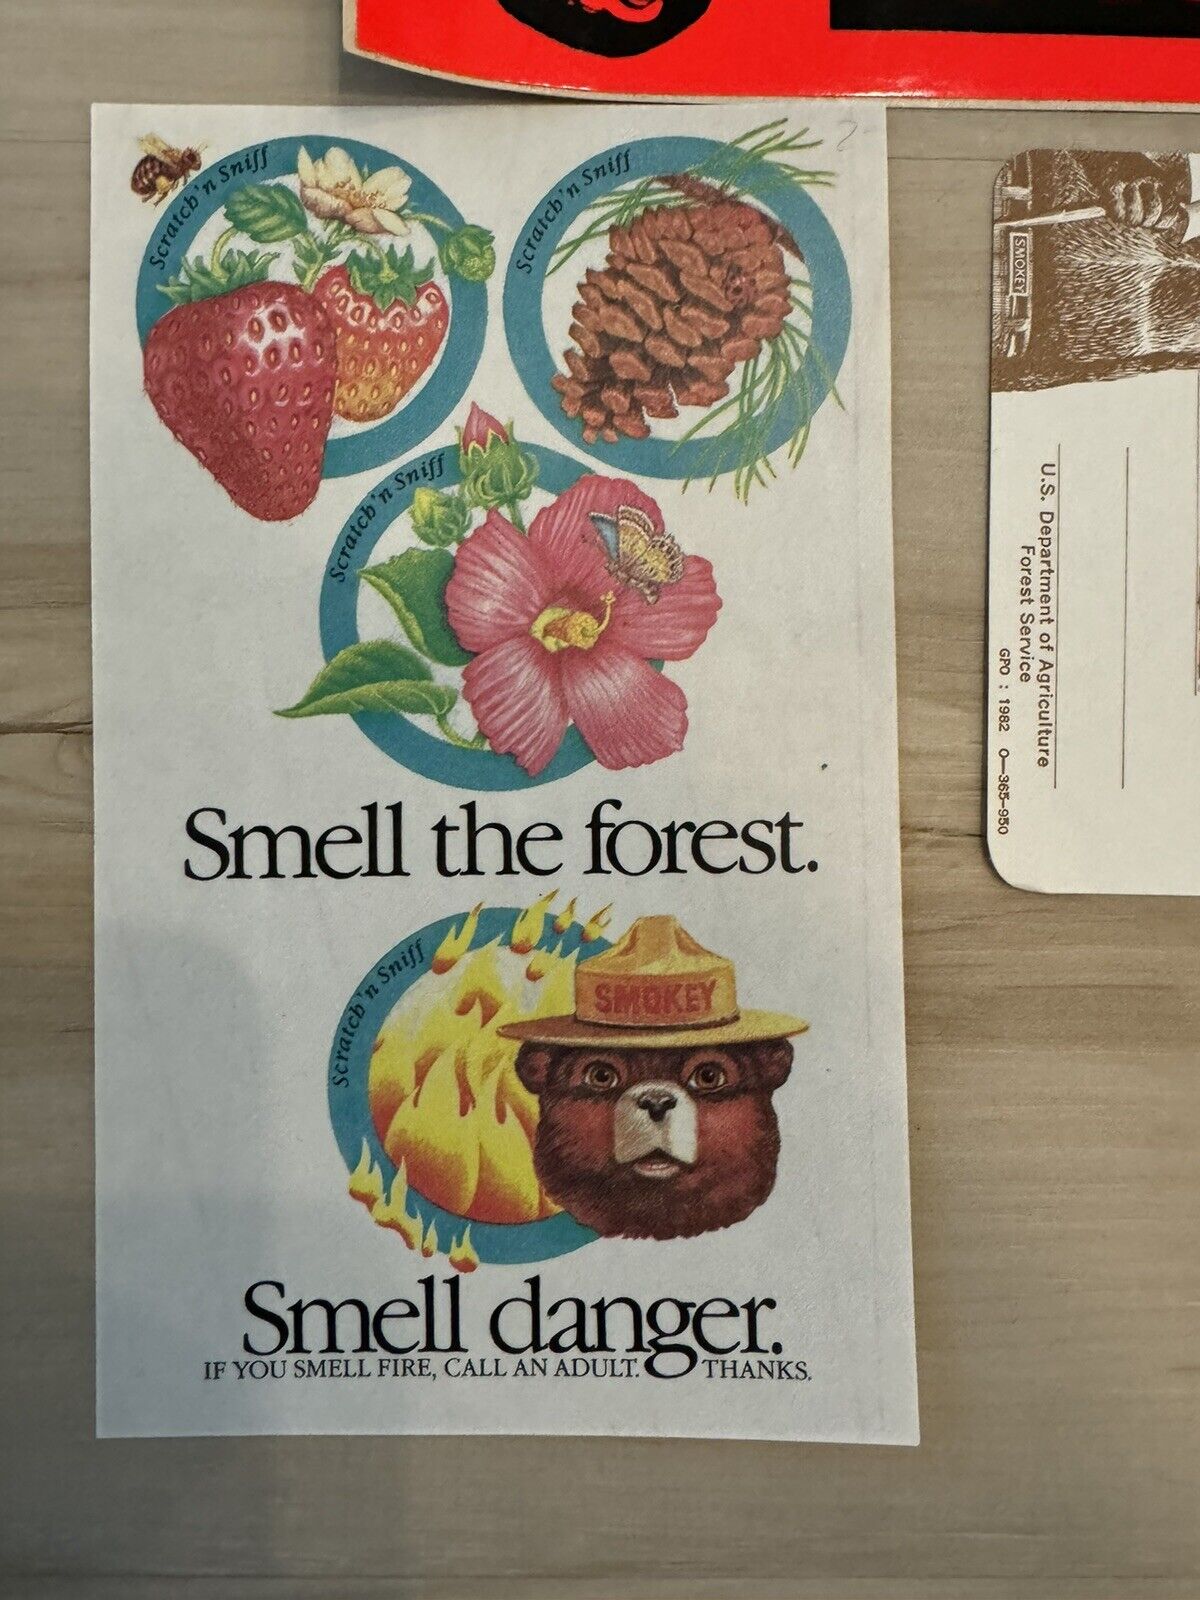 Scratch 'n Sniff
Scratch 'n Sniff
Scratch 'n Sniff
Smell the forest.
Scratch 'n Sniff
SMOKEY
Smell danger.
IF YOU SMELL FIRE, CALL AN ADULT. THANKS.
2
SMOKEY
U.S. Department of Agriculture
Forest Service
GPO : 1982 O—365-950